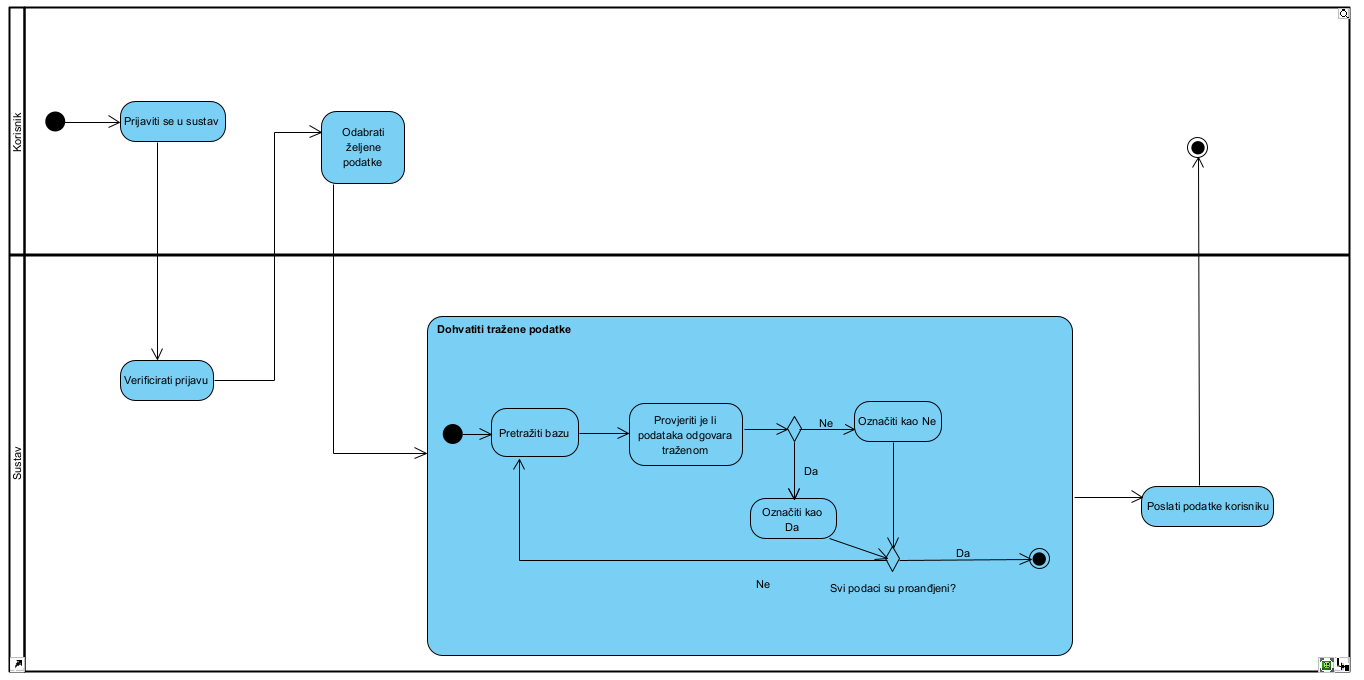 Korisnik
Prijaviti se u sustav
Odabrati
željene
podatke
Sustav
Verificirati prijavu
Dohvatiti tražene podatke
Pretražiti bazu
Provjeriti je li
podataka odgovara
traženom
Ne
Označiti kao Ne
Da
Označiti kao
Da
Da
Ne
Svi podaci su proanđjeni?
Poslati podatke korisniku